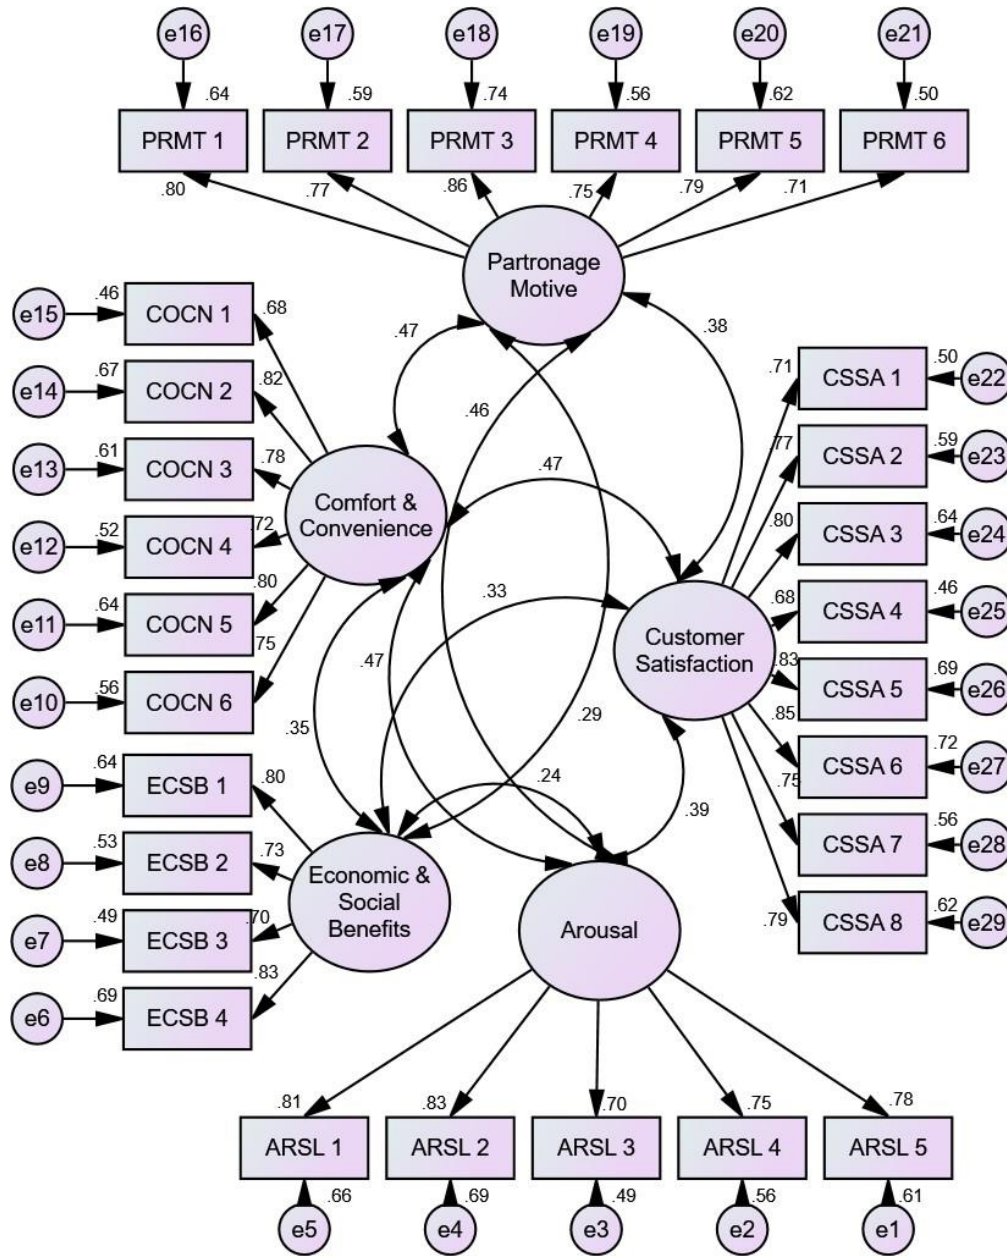 e16 e17 e18 e19 e20 e21
.64 .59 .74 .56 .62 .50
PRMT 1 PRMT 2 PRMT 3 PRMT 4 PRMT 5 PRMT 6
.80 .77 .86 .75 .79 .71
Partronage
Motive
e15 .46 COCN 1 .68
e14 .67 COCN 2 .82
e13 .61 COCN 3 .78
e12 .52 COCN 4 .72
e11 .64 COCN 5 .80
e10 .56 COCN 6 .75
Comfort &
Convenience
.47
.38
.46
.47
.33
.47
.35
.29
.24
.39
.71 CSSA 1 .50 e22
.77 CSSA 2 .59 e23
.80 CSSA 3 .64 e24
.68 CSSA 4 .46 e25
.83 CSSA 5 .69 e26
.85 CSSA 6 .72 e27
.75 CSSA 7 .56 e28
.79 CSSA 8 .62 e29
Customer
Satisfaction
e9 .64 ECSB 1 .80
e8 .53 ECSB 2 .73
e7 .49 ECSB 3 .70
e6 .69 ECSB 4 .83
Economic &
Social
Benefits
Arousal
.81 .83 .70 .75 .78
ARSL 1 ARSL 2 ARSL 3 ARSL 4 ARSL 5
.66 .69 .49 .56 .61
e5 e4 e3 e2 e1